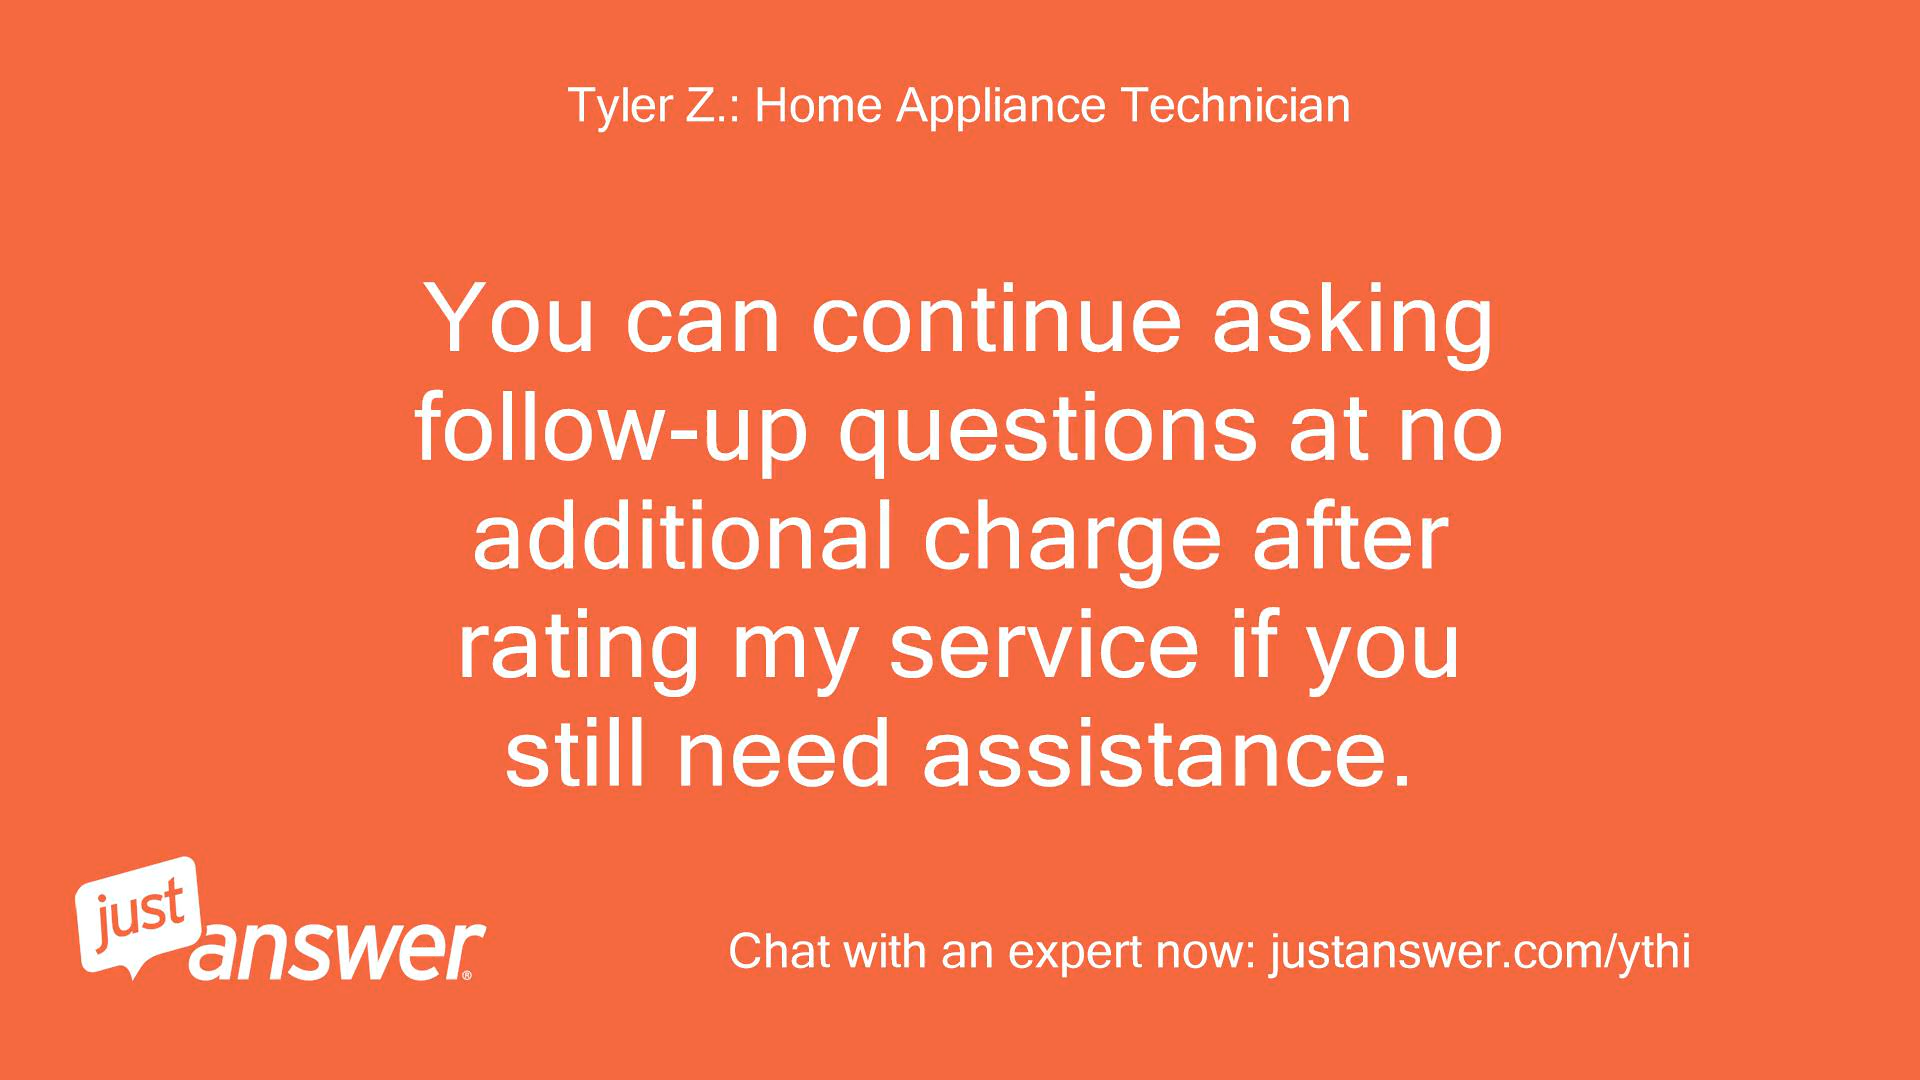 Tyler Z.: Home Appliance Technician
You can continue asking
follow-up questions at no
additional charge after
rating my service if you
still need assistance.
just
answer®
Chat with an expert now: justanswer.com/ythi